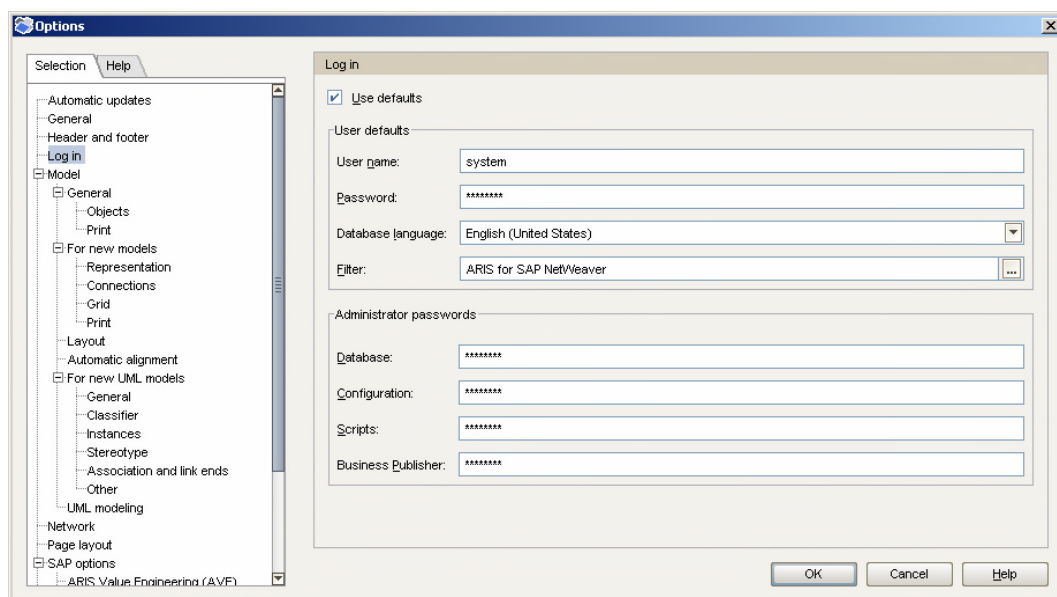 Options
Selection Help
Automatic updates
General
Header and footer
Log in
Model
General
Objects
Print
For new models
Representation
Connections
Grid
Print
Layout
Automatic alignment
For new UML models
General
Classifier
Instances
Stereotype
Association and link ends
Other
UML modeling
Network
Page layout
SAP options
ARIS Value Engineering (AVE)
Log in
Use defaults
User defaults
User name: system
Password: ********
Database language: English (United States)
Filter: ARIS for SAP NetWeaver ...
Administrator passwords
Database: ********
Configuration: ********
Scripts: ********
Business Publisher: ********
OK Cancel Help